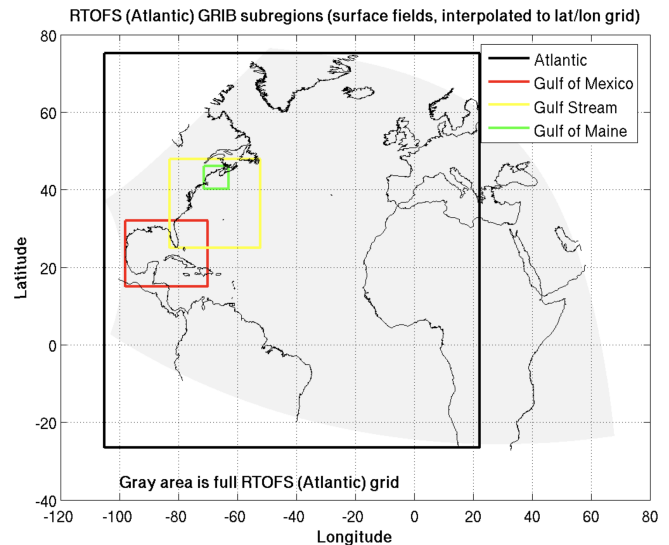 RTOFS (Atlantic) GRIB subregions (surface fields, interpolated to lat/lon grid)
80
60
40
20
0
-20
-40
Latitude
Atlantic
Gulf of Mexico
Gulf Stream
Gulf of Maine
Gray area is full RTOFS (Atlantic) grid
-120 -100 -80 -60 -40 -20 0 20 40 60 80
Longitude